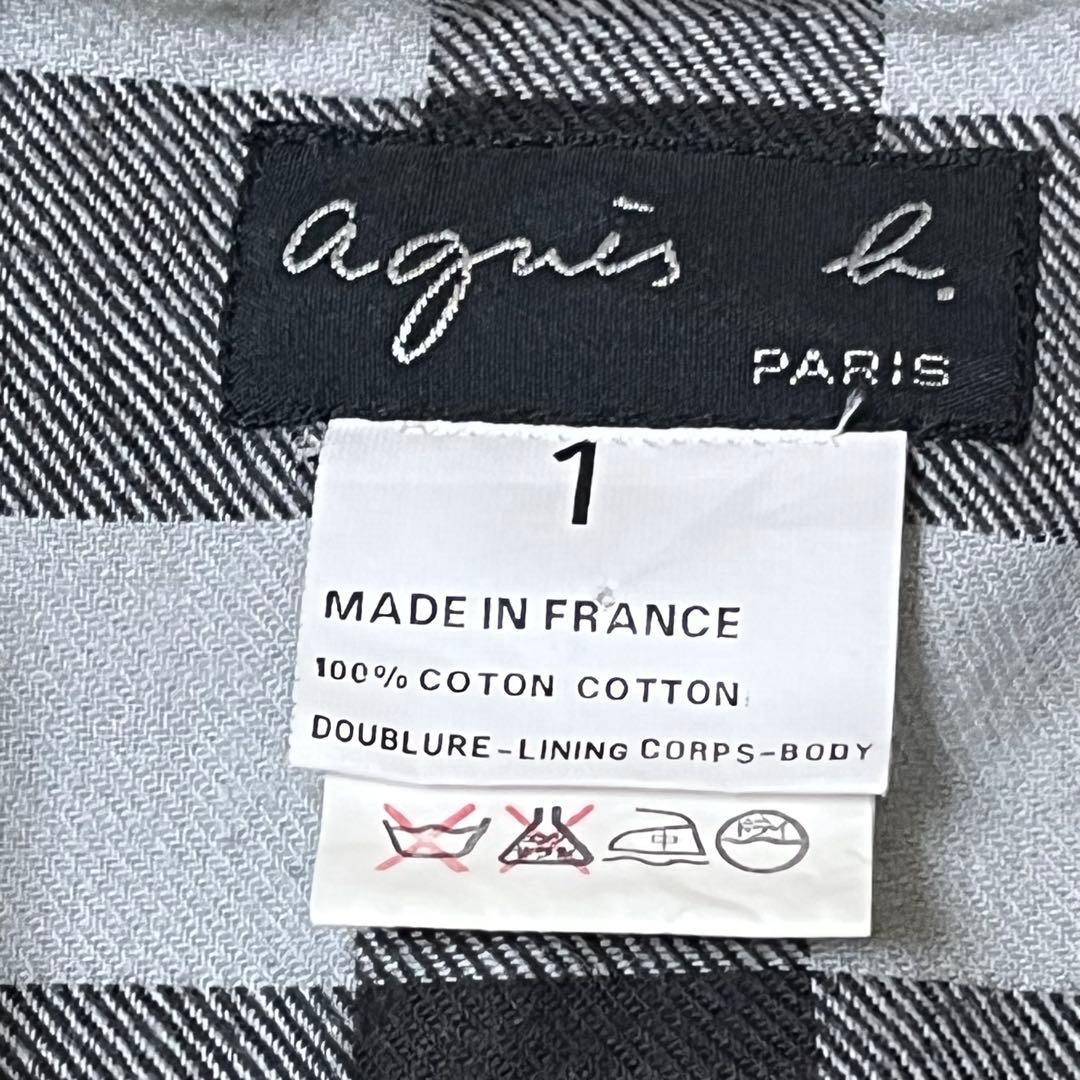 agnès b.
PARIS
1
MADE IN FRANCE
100% COTON COTTON
DOUBLURE-LINING CORPS-BODY